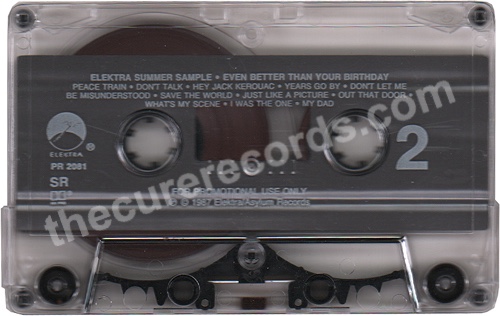 ELEKTRA SUMMER SAMPLE • EVEN BETTER THAN YOUR BIRTHDAY
PEACE TRAIN • DON'T TALK • HEY JACK KEROUAC • YEARS GO BY • DON'T LET ME
BE MISUNDERSTOOD • SAVE THE WORLD • JUST LIKE A PICTURE • OUT THAT DOOR •
WHAT'S MY SCENE • I WAS THE ONE • MY DAD
ELEKTRA ®
PR 2081
SR
2
FOR PROMOTIONAL USE ONLY
℗ © 1987 Elektra/Asylum Records
thecurerecords.com